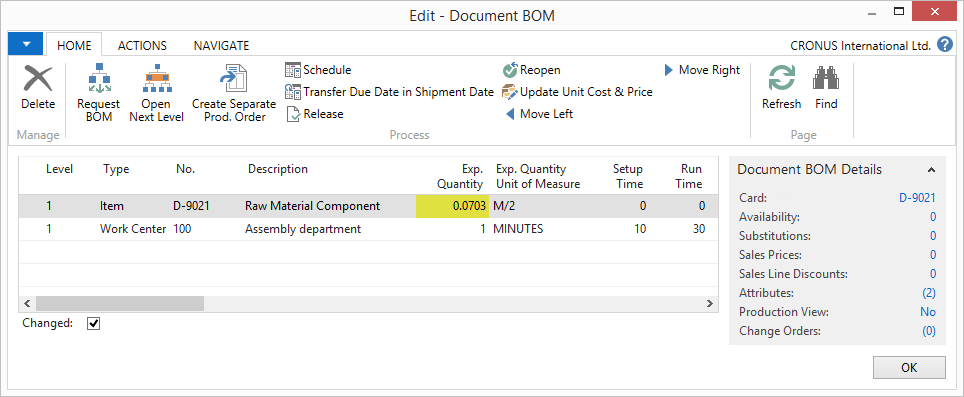 Edit - Document BOM
HOME ACTIONS NAVIGATE CRONUS International Ltd. ?
Delete
Request BOM
Open Next Level
Create Separate Prod. Order
Schedule
Transfer Due Date in Shipment Date
Release
Reopen
Update Unit Cost & Price
Move Left
Move Right
Refresh
Find
Manage Process Page
Level Type No. Description Exp. Quantity Exp. Quantity Unit of Measure Setup Time Run Time
1 Item D-9021 Raw Material Component 0.0703 M/2 0 0
1 Work Center 100 Assembly department 1 MINUTES 10 30
Changed:
Document BOM Details
Card: D-9021
Availability: 0
Substitutions: 0
Sales Prices: 0
Sales Line Discounts: 0
Attributes: (2)
Production View: No
Change Orders: (0)
OK